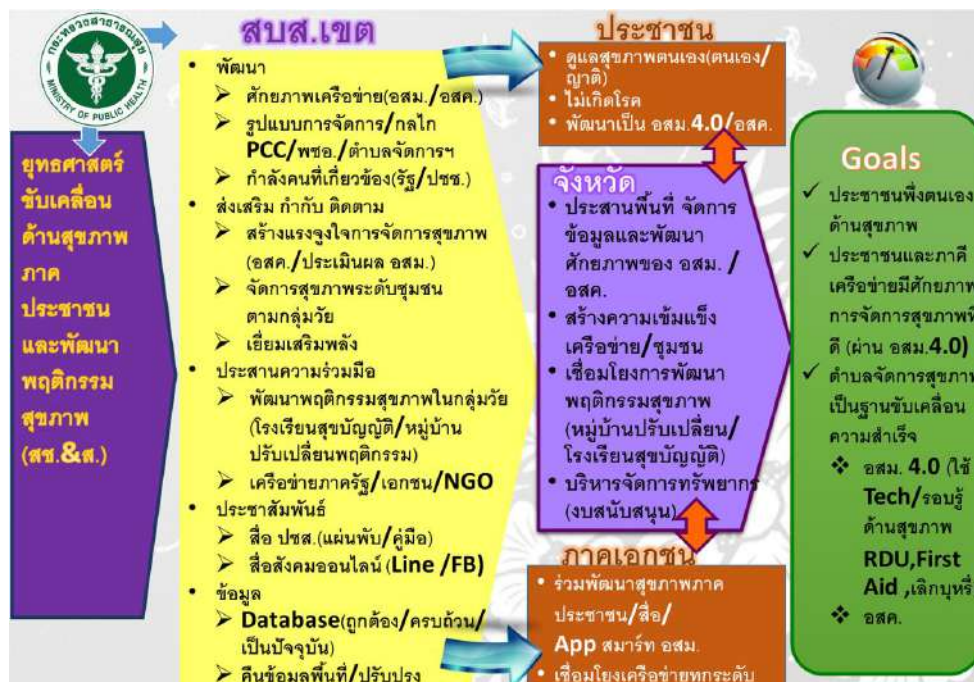 กระทรวงสาธารณสุข
MINISTRY OF PUBLIC HEALTH
ยุทธศาสตร์
ขับเคลื่อน
ด้านสุขภาพ
ภาค
ประชาชน
และพัฒนา
พฤติกรรม
สุขภาพ
(สช.&ส.)
สบส.เขต
• พัฒนา
➢ ศักยภาพเครือข่าย(อสม./อสค.)
➢ รูปแบบการจัดการ/กลไก
PCC/พชอ./ตำบลจัดการฯ
➢ กำลังคนที่เกี่ยวข้อง(รัฐ/ปชช.)
• ส่งเสริม กำกับ ติดตาม
➢ สร้างแรงจูงใจการจัดการสุขภาพ
(อสค./ประเมินผล อสม.)
➢ จัดการสุขภาพระดับชุมชน
ตามกลุ่มวัย
➢ เยี่ยมเสริมพลัง
• ประสานความร่วมมือ
➢ พัฒนาพฤติกรรมสุขภาพในกลุ่มวัย
(โรงเรียนสุขบัญญัติ/หมู่บ้าน
ปรับเปลี่ยนพฤติกรรม)
➢ เครือข่ายภาครัฐ/เอกชน/NGO
• ประชาสัมพันธ์
➢ สื่อ ปชส.(แผ่นพับ/คู่มือ)
➢ สื่อสังคมออนไลน์ (Line /FB)
• ข้อมูล
➢ Database(ถูกต้อง/ครบถ้วน/
เป็นปัจจุบัน)
➢ คืนข้อมูลพื้นที่/ปรับปรุง
ประชาชน
• ดูแลสุขภาพตนเอง(ตนเอง/
ญาติ)
• ไม่เกิดโรค
• พัฒนาเป็น อสม.4.0/อสค.
จังหวัด
• ประสานพื้นที่ จัดการ
ข้อมูลและพัฒนา
ศักยภาพของ อสม. /
อสค.
• สร้างความเข้มแข็ง
เครือข่าย/ชุมชน
• เชื่อมโยงการพัฒนา
พฤติกรรมสุขภาพ
(หมู่บ้านปรับเปลี่ยน/
โรงเรียนสุขบัญญัติ)
• บริหารจัดการทรัพยากร
(งบสนับสนุน)
ภาคเอกชน
• ร่วมพัฒนาสุขภาพภาค
ประชาชน/สื่อ/
App สมาร์ท อสม.
• เชื่อมโยงเครือข่ายทุกระดับ
Goals
✓ ประชาชนพึ่งตนเอง
ด้านสุขภาพ
✓ ประชาชนและภาคี
เครือข่ายมีศักยภาพ
การจัดการสุขภาพที่
ดี (ผ่าน อสม.4.0)
✓ ตำบลจัดการสุขภาพ
เป็นฐานขับเคลื่อน
ความสำเร็จ
❖ อสม. 4.0 (ใช้
Tech/รอบรู้
ด้านสุขภาพ
RDU,First
Aid ,เลิกบุหรี่
❖ อสค.